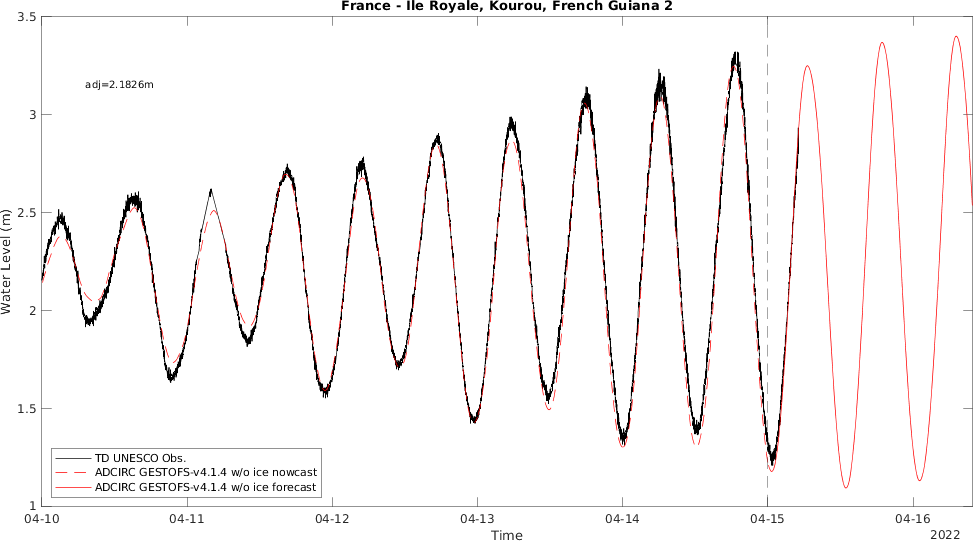 France - Ile Royale, Kourou, French Guiana 2
3.5
adj=2.1826m
3
2.5
Water Level (m)
2
1.5
TD UNESCO Obs.
ADCIRC GESTOFS-v4.1.4 w/o ice nowcast
ADCIRC GESTOFS-v4.1.4 w/o ice forecast
1
04-10 04-11 04-12 04-13 04-14 04-15 04-16
Time 2022